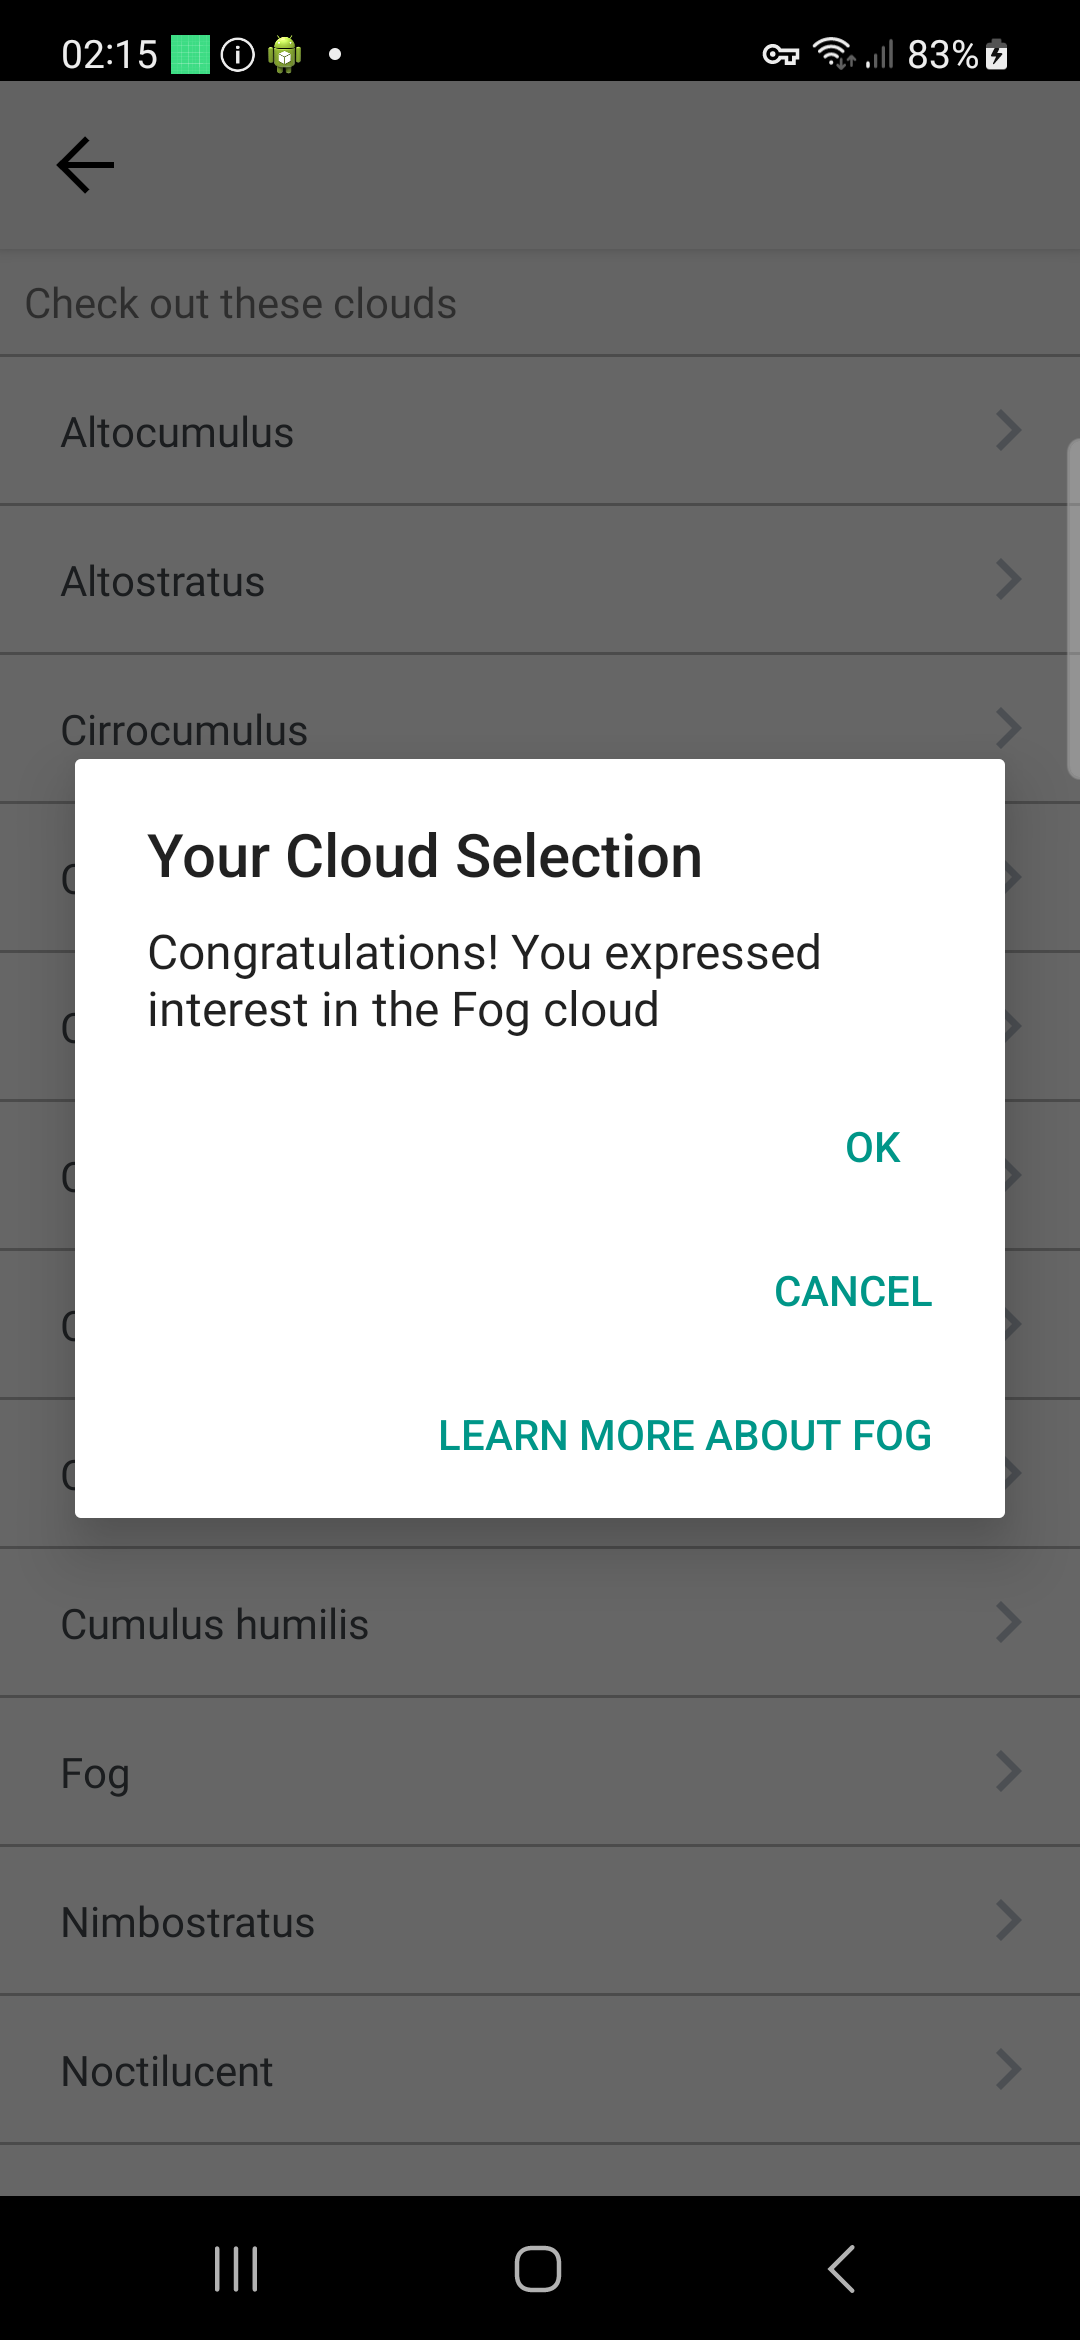 02:15
83%
Check out these clouds
Altocumulus
Altostratus
Cirrocumulus
Your Cloud Selection
Congratulations! You expressed
interest in the Fog cloud
OK
CANCEL
LEARN MORE ABOUT FOG
Cumulus humilis
Fog
Nimbostratus
Noctilucent